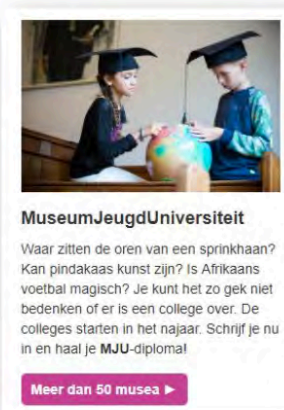 MuseumJeugdUniversiteit
Waar zitten de oren van een sprinkhaan?
Kan pindakaas kunst zijn? Is Afrikaans
voetbal magisch? Je kunt het zo gek niet
bedenken of er is een college over. De
colleges starten in het najaar. Schrijf je nu
in en haal je MJU-diploma!
Meer dan 50 musea ►